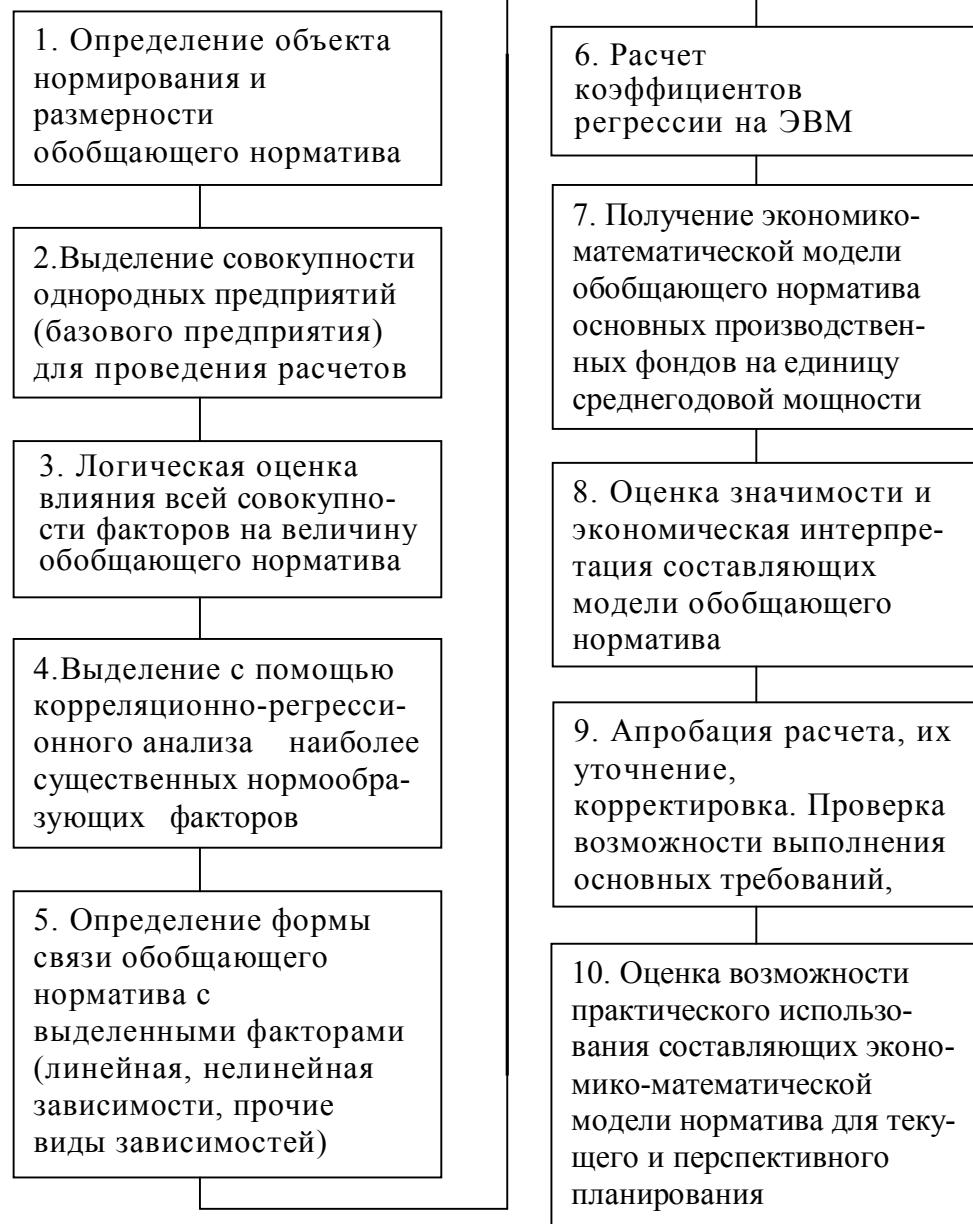 1. Определение объекта
нормирования и
размерности
обобщающего норматива
2.Выделение совокупности
однородных предприятий
(базового предприятия)
для проведения расчетов
3. Логическая оценка
влияния всей совокупно-
сти факторов на величину
обобщающего норматива
4.Выделение с помощью
корреляционно-регресси-
онного анализа наиболее
существенных нормообра-
зующих факторов
5. Определение формы
связи обобщающего
норматива с
выделенными факторами
(линейная, нелинейная
зависимости, прочие
виды зависимостей)
6. Расчет
коэффициентов
регрессии на ЭВМ
7. Получение экономико-
математической модели
обобщающего норматива
основных производствен-
ных фондов на единицу
среднегодовой мощности
8. Оценка значимости и
экономическая интерпре-
тация составляющих
модели обобщающего
норматива
9. Апробация расчета, их
уточнение,
корректировка. Проверка
возможности выполнения
основных требований,
10. Оценка возможности
практического использо-
вания составляющих эконо-
мико-математической
модели норматива для теку-
щего и перспективного
планирования